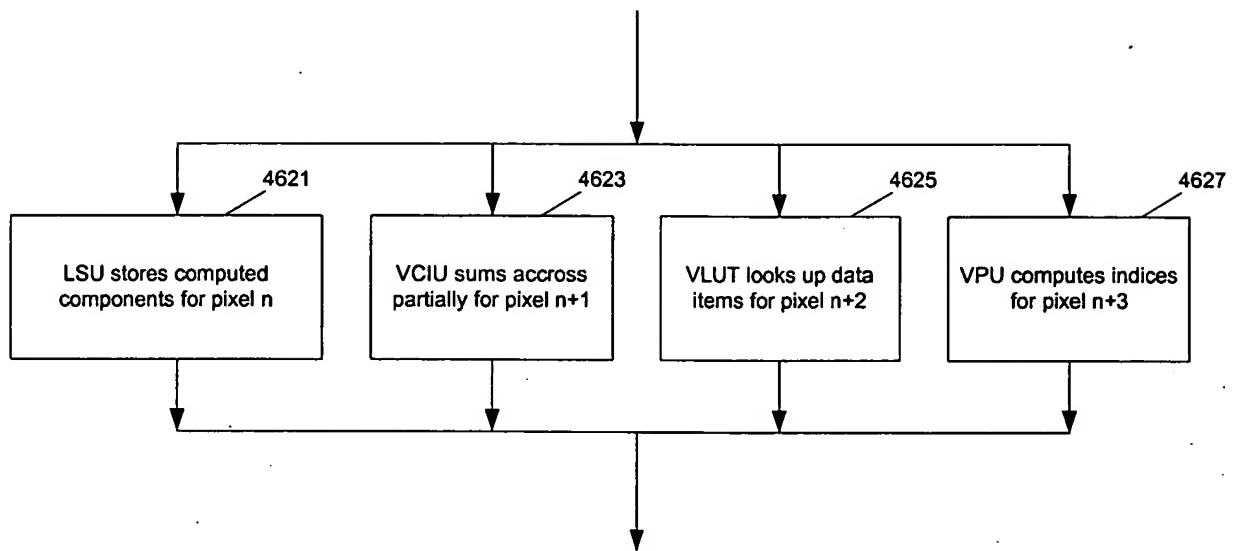 4621
4623
4625
4627
LSU stores computed
components for pixel n
VCIU sums accross
partially for pixel n+1
VLUT looks up data
items for pixel n+2
VPU computes indices
for pixel n+3